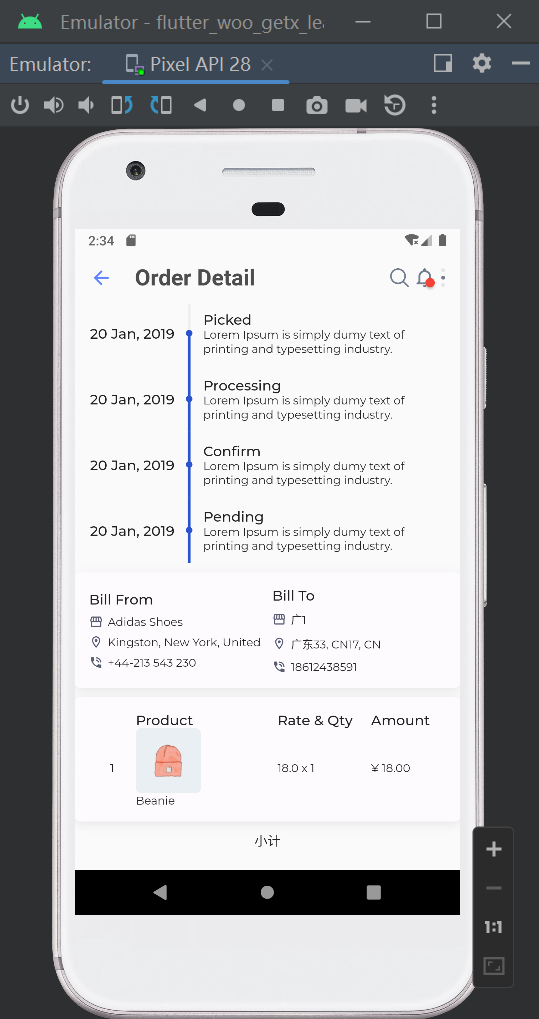 Emulator - flutter_woo_getx_le
Emulator: Pixel API 28
2:34
Order Detail
Picked
20 Jan, 2019
Lorem Ipsum is simply dumy text of
printing and typesetting industry.
Processing
20 Jan, 2019
Lorem Ipsum is simply dumy text of
printing and typesetting industry.
Confirm
20 Jan, 2019
Lorem Ipsum is simply dumy text of
printing and typesetting industry.
Pending
20 Jan, 2019
Lorem Ipsum is simply dumy text of
printing and typesetting industry.
Bill From
Adidas Shoes
Kingston, New York, United
+44-213 543 230
Bill To
广1
广东33, CN17, CN
18612438591
Product Rate & Qty Amount
1 18.0 x 1 ¥ 18.00
Beanie
小计
1:1